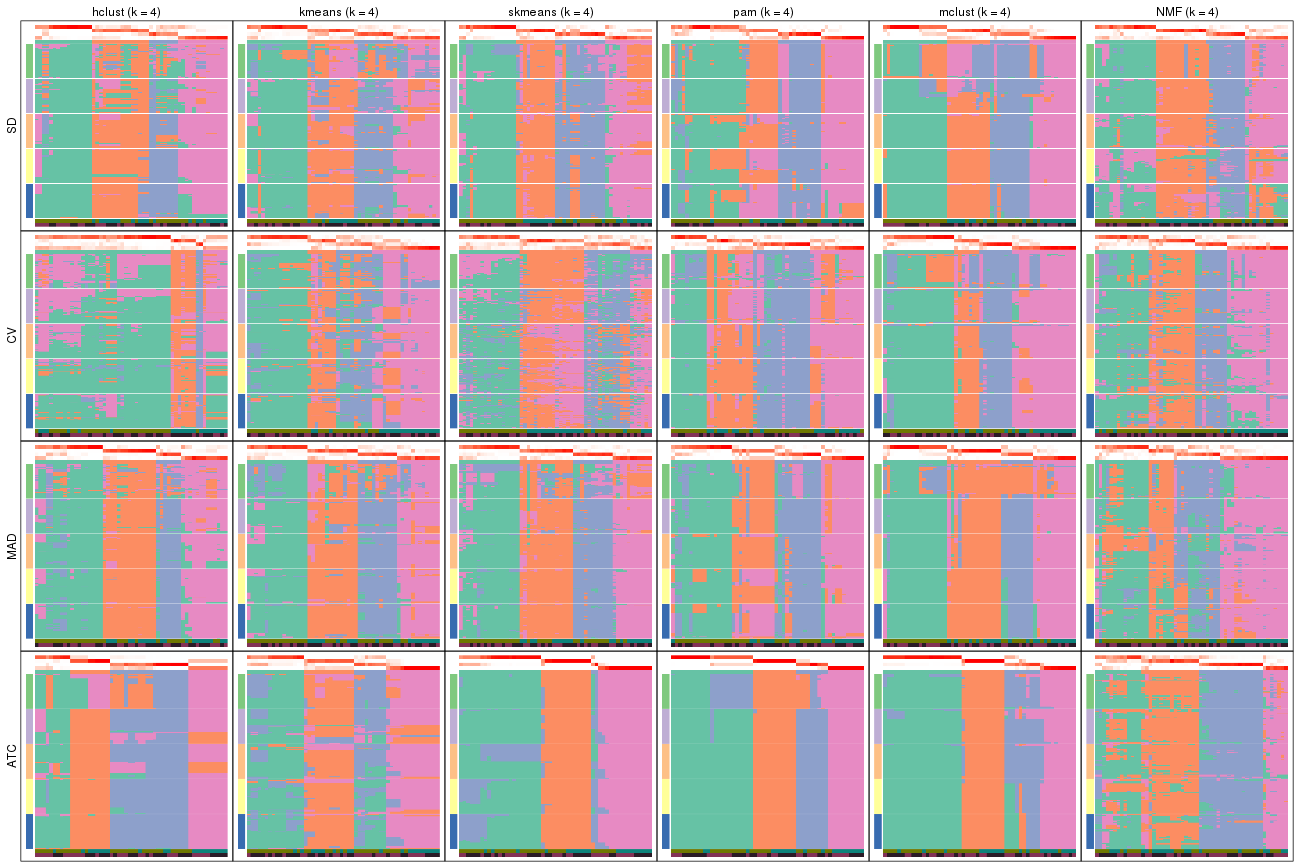 hclust (k = 4)
kmeans (k = 4)
skmeans (k = 4)
pam (k = 4)
mclust (k = 4)
NMF (k = 4)
SD
CV
MAD
ATC